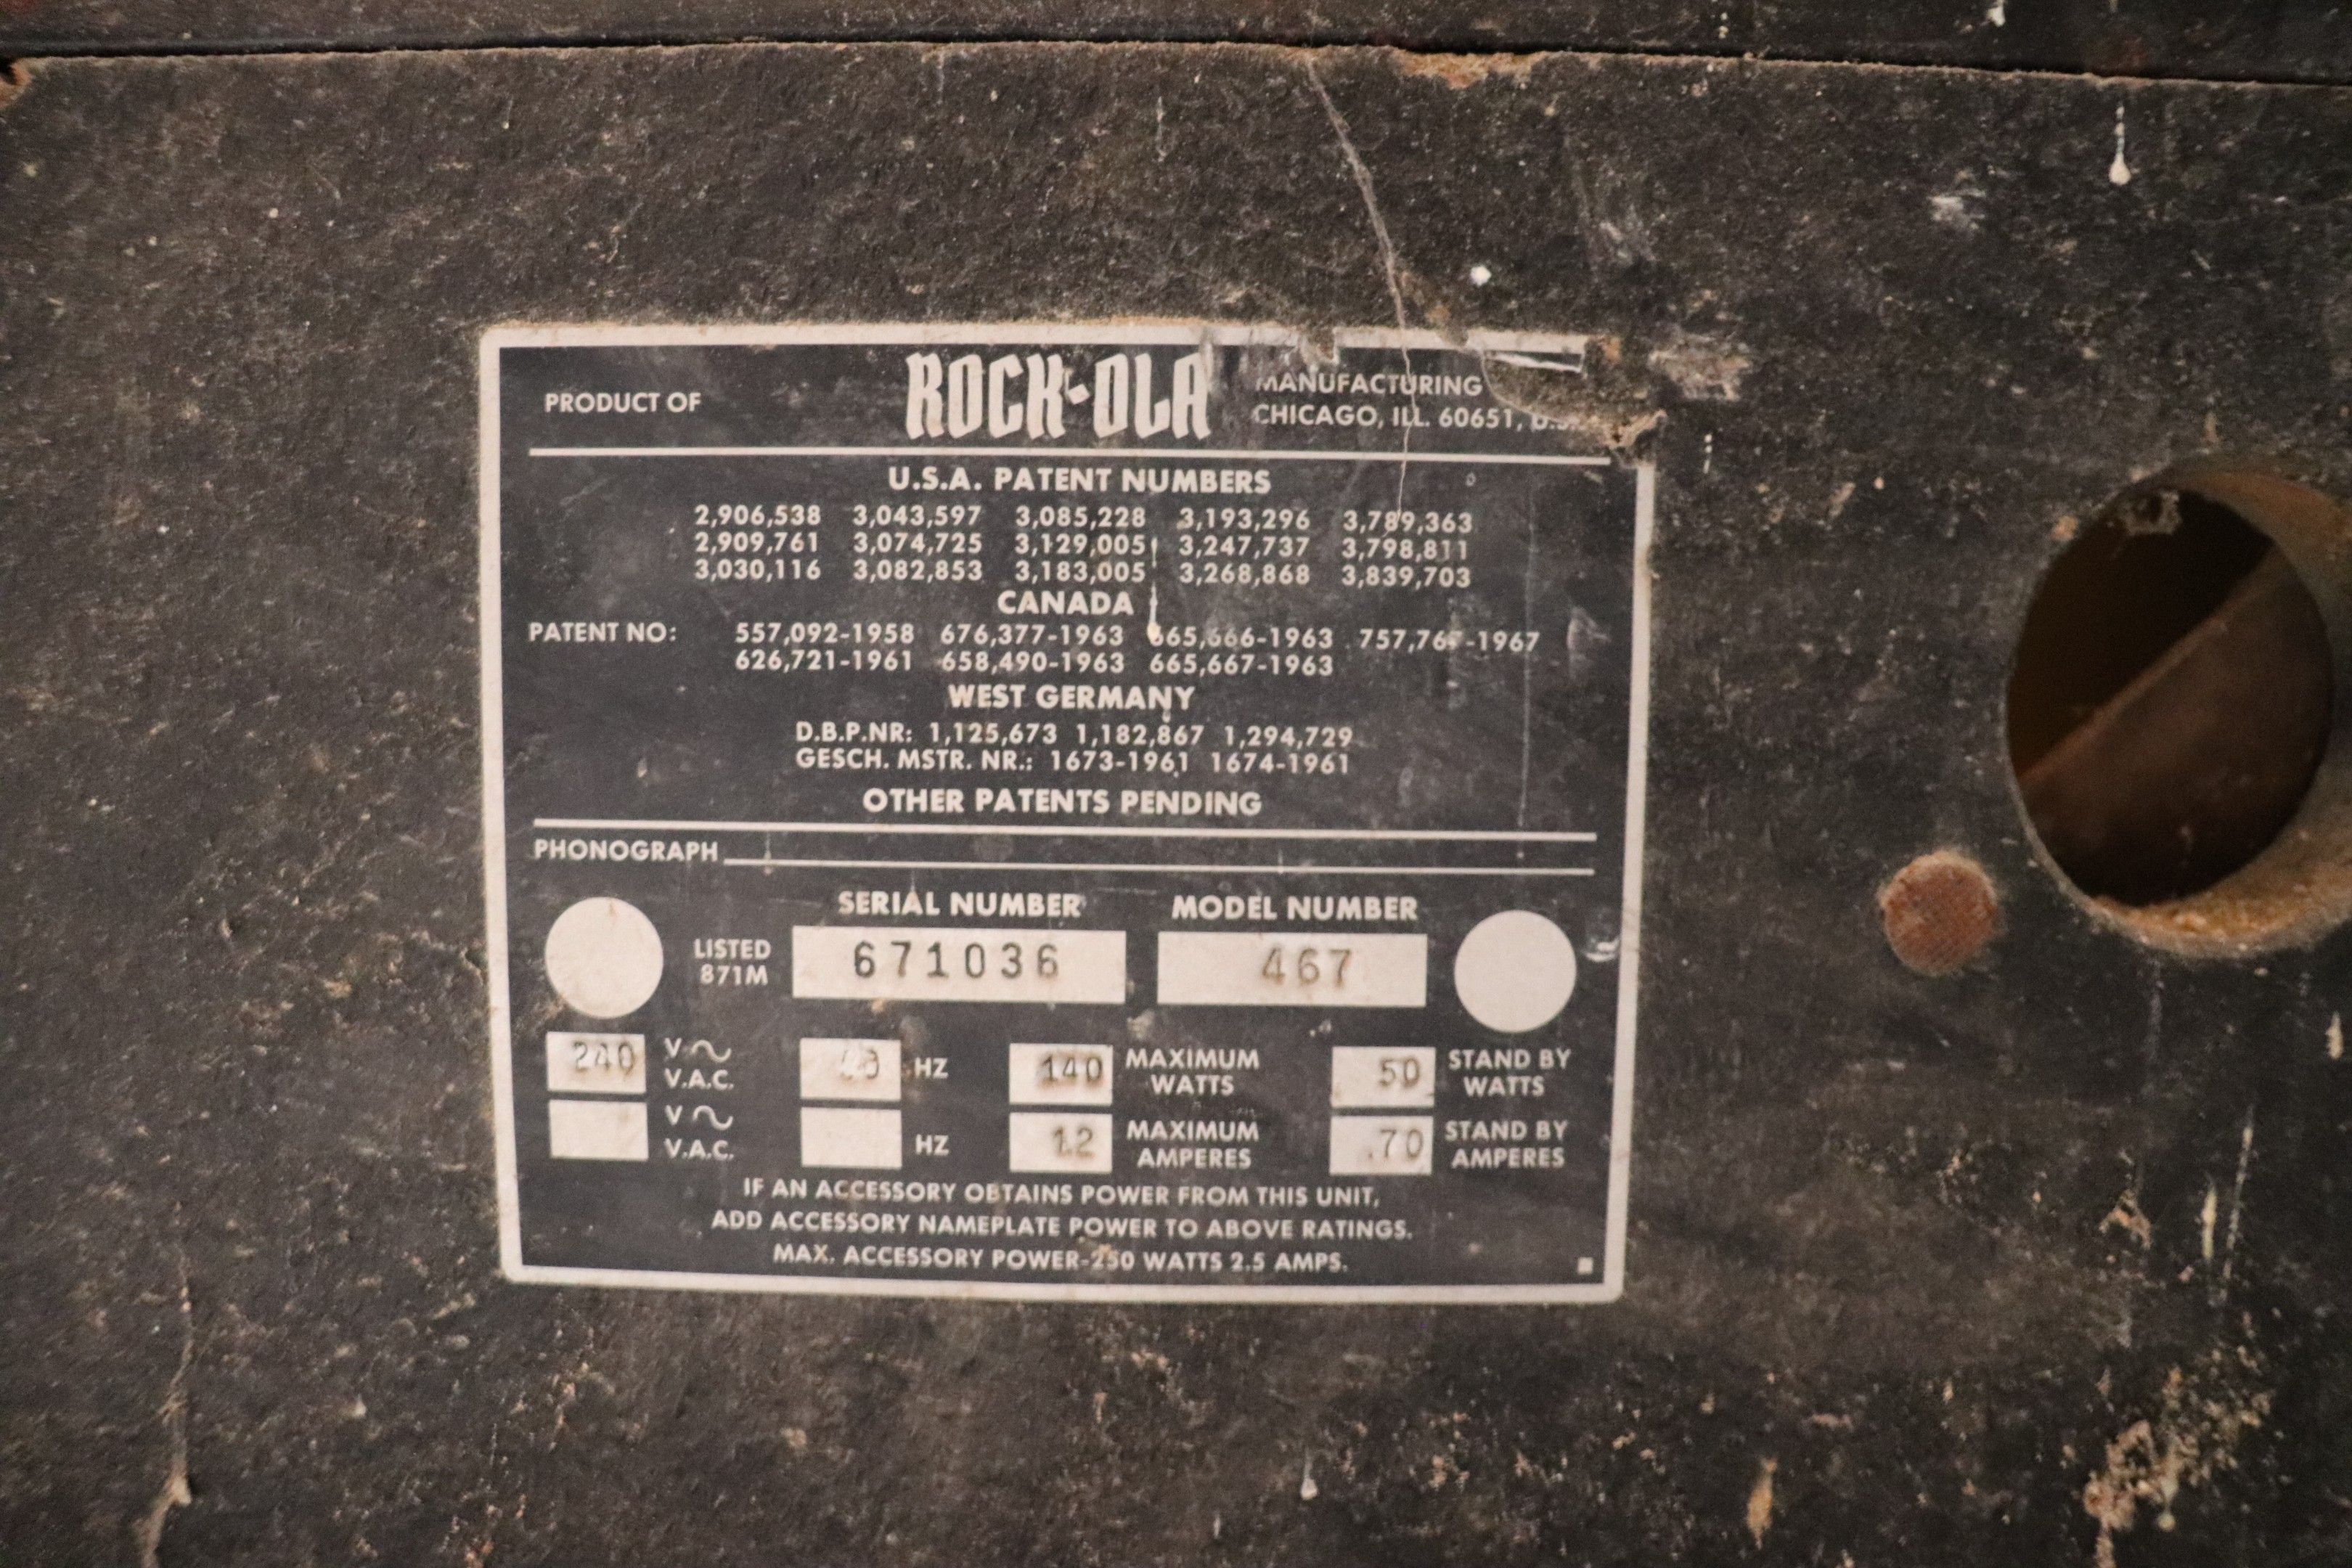 PRODUCT OF ROCK-OLA MANUFACTURING
CHICAGO, ILL. 60651,
U.S.A. PATENT NUMBERS
2,906,538 3,043,597 3,085,228 3,193,296 3,789,363
2,909,761 3,074,725 3,129,005 3,247,737 3,798,811
3,030,116 3,082,853 3,183,005 3,268,868 3,839,703
CANADA
PATENT NO: 557,092-1958 676,377-1963 665,666-1963
626,721-1961 658,490-1963 665,667-1963
WEST GERMANY
D.B.P.NR: 1,125,673 1,182,867 1,294,729
GESCH. MSTR. NR.: 1673-1961 1674-1961
OTHER PATENTS PENDING
PHONOGRAPH
SERIAL NUMBER MODEL NUMBER
LISTED 871M 671036 467
240 V~ V.A.C. HZ 140 MAXIMUM WATTS 50 STAND BY WATTS
V~ V.A.C. HZ 1.2 MAXIMUM AMPERES .70 STAND BY AMPERES
IF AN ACCESSORY OBTAINS POWER FROM THIS UNIT,
ADD ACCESSORY NAMEPLATE POWER TO ABOVE RATINGS.
MAX. ACCESSORY POWER-250 WATTS 2.5 AMPS.